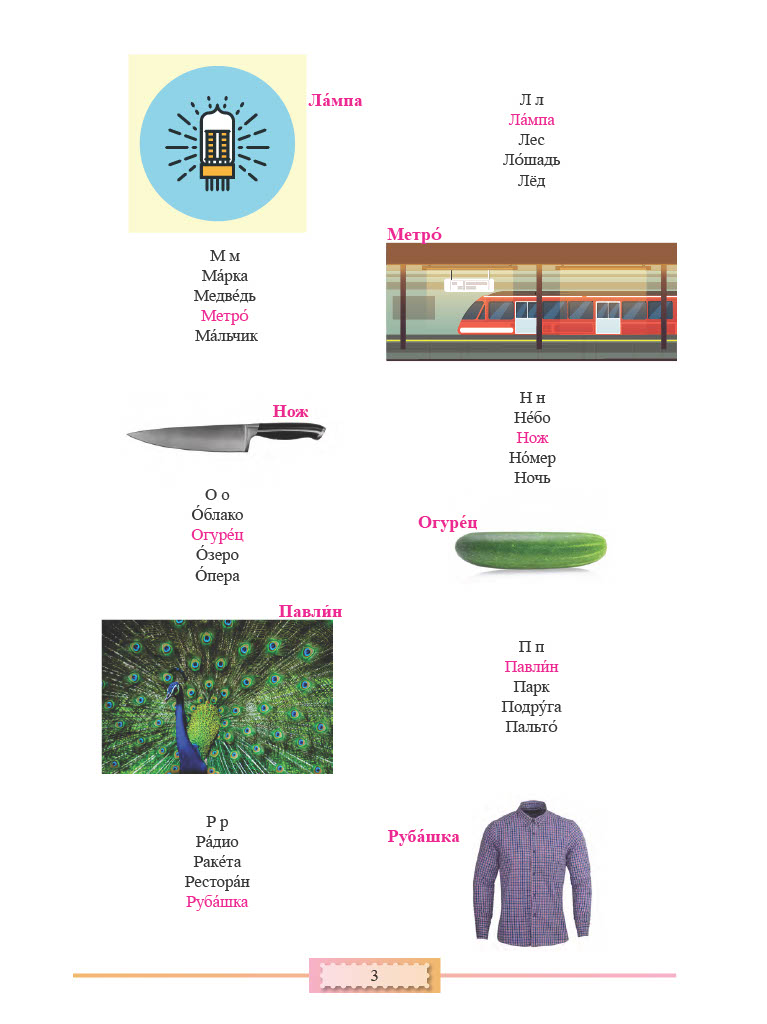 Ла́мпа
Л л
Ла́мпа
Лес
Ло́шадь
Лёд
Метро́
М м
Ма́рка
Медве́дь
Метро́
Ма́льчик
Нож
Н н
Не́бо
Нож
Но́мер
Ночь
О о
О́блако
Огуре́ц
О́зеро
О́пера
Огуре́ц
Павли́н
П п
Павли́н
Парк
Подру́га
Пальто́
Р р
Ра́дио
Раке́та
Рестора́н
Руба́шка
Руба́шка
3